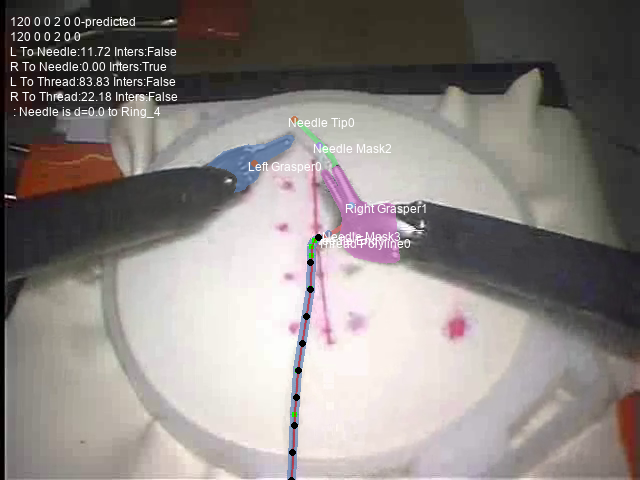 120 0 0 2 0 0-predicted
120 0 0 2 0 0
L To Needle:11.72 Inters:False
R To Needle:0.00 Inters:True
L To Thread:83.83 Inters:False
R To Thread:22.18 Inters:False
: Needle is d=0.0 to Ring_4
Needle Tip0
Needle Mask2
Left Grasper0
Right Grasper1
Needle Mask3
Thread Polyline0